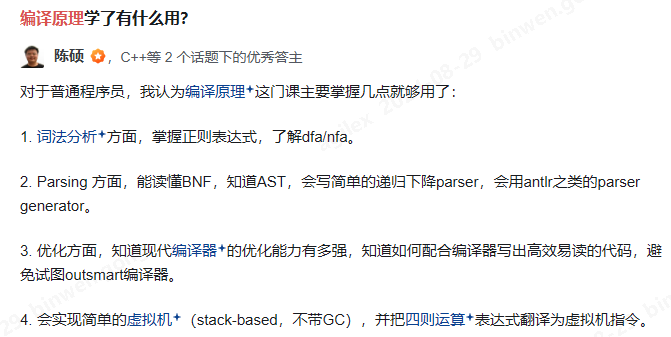 编译原理学了有什么用?
陈硕 ,C++等 2 个话题下的优秀答主
对于普通程序员，我认为编译原理这门课主要掌握几点就够用了：
1. 词法分析方面，掌握正则表达式，了解dfa/nfa。
2. Parsing 方面，能读懂BNF，知道AST，会写简单的递归下降parser，会用antlr之类的parser
generator。
3. 优化方面，知道现代编译器的优化能力有多强，知道如何配合编译器写出高效易读的代码，避
免试图outsmart编译器。
4. 会实现简单的虚拟机（stack-based，不带GC），并把四则运算表达式翻译为虚拟机指令。